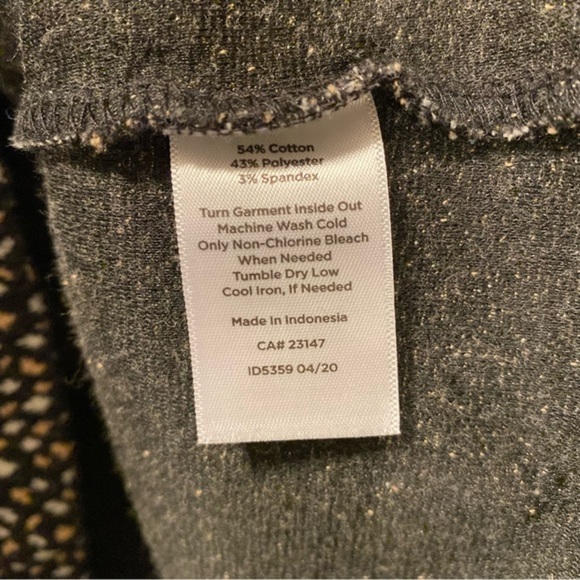 54% Cotton
43% Polyester
3% Spandex
Turn Garment Inside Out
Machine Wash Cold
Only Non-Chlorine Bleach
When Needed
Tumble Dry Low
Cool Iron, If Needed
Made in Indonesia
CA# 23147
ID5359 04/20